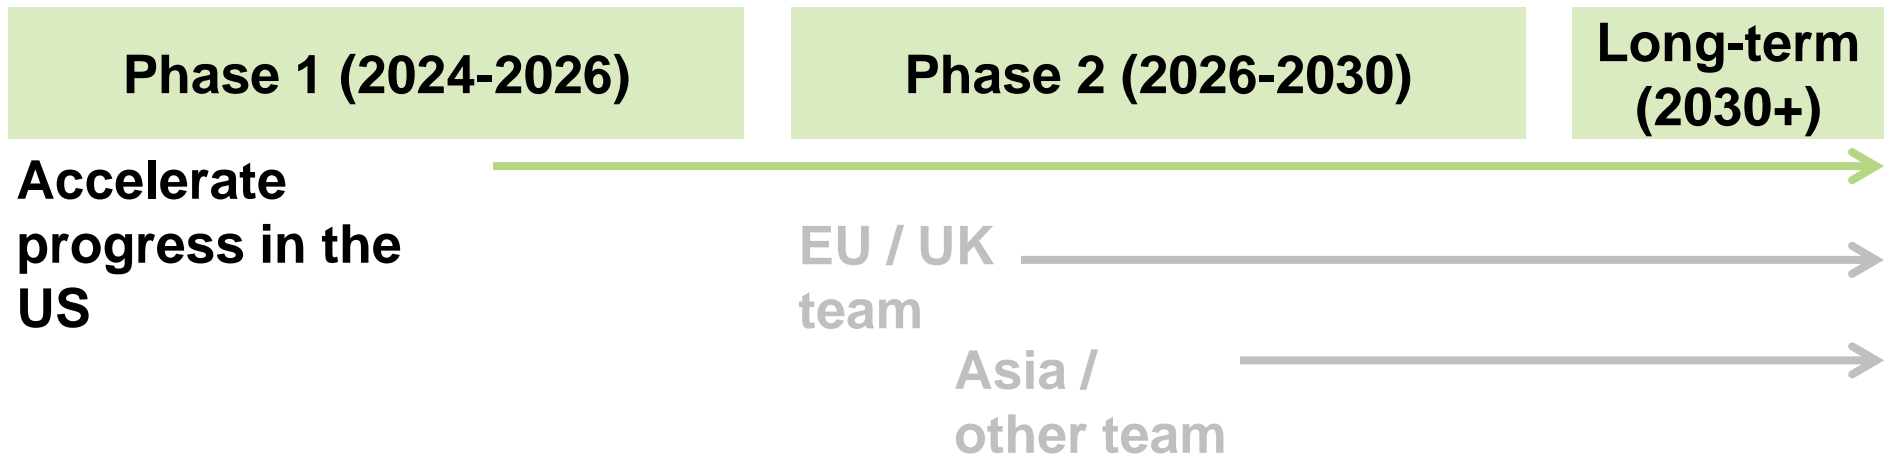 Phase 1 (2024-2026)
Phase 2 (2026-2030)
Long-term
(2030+)
Accelerate
progress in the
US
EU / UK
team
Asia /
other team